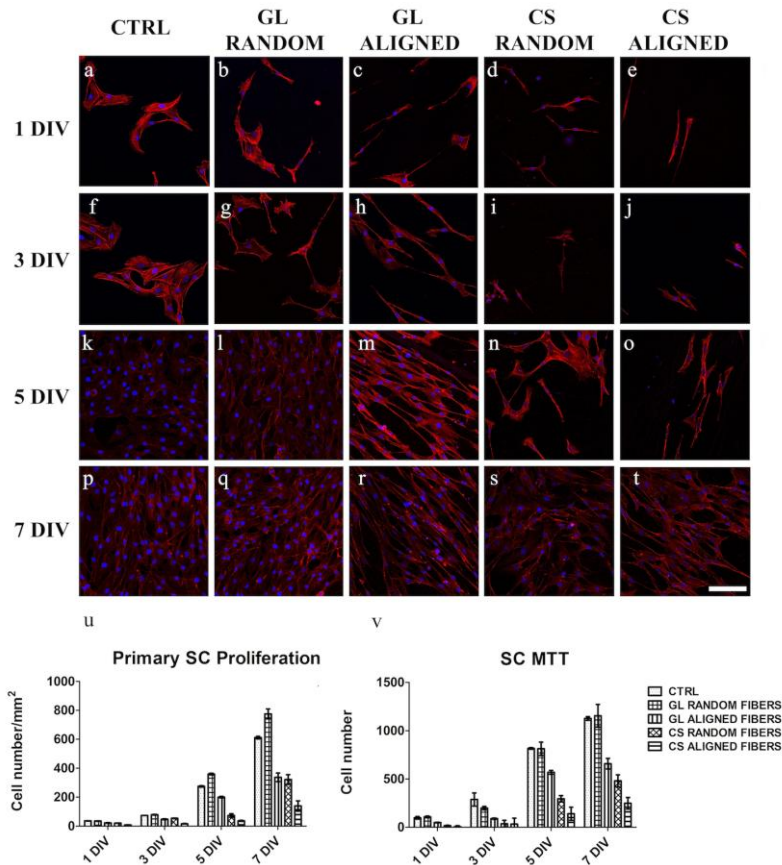 CTRL GL RANDOM GL ALIGNED CS RANDOM CS ALIGNED
1 DIV a b c d e
3 DIV f g h i j
5 DIV k l m n o
7 DIV p q r s t
u v
Primary SC Proliferation
Cell number/mm²
1000
800
600
400
200
0
1 DIV 3 DIV 5 DIV 7 DIV
SC MTT
Cell number
1500
1000
500
0
1 DIV 3 DIV 5 DIV 7 DIV
CTRL
GL RANDOM FIBERS
GL ALIGNED FIBERS
CS RANDOM FIBERS
CS ALIGNED FIBERS